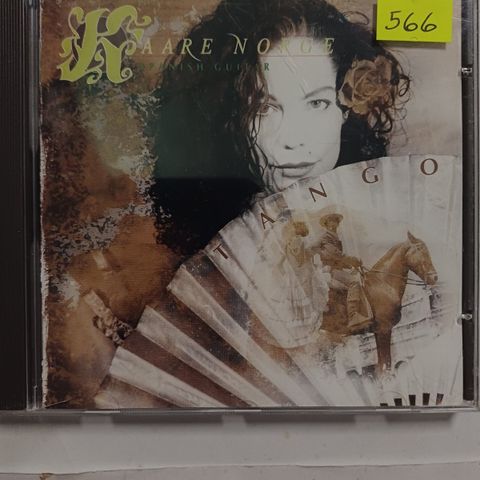 566
KAARE NORGE
SPANISH GUITAR
TANGO